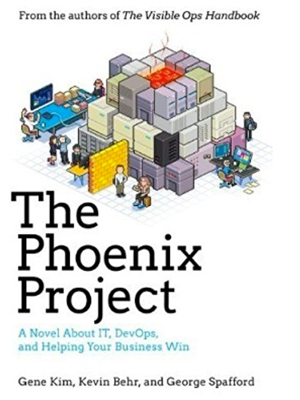 From the authors of The Visible Ops Handbook
The
Phoenix
Project
A Novel About IT, DevOps,
and Helping Your Business Win
Gene Kim, Kevin Behr, and George Spafford